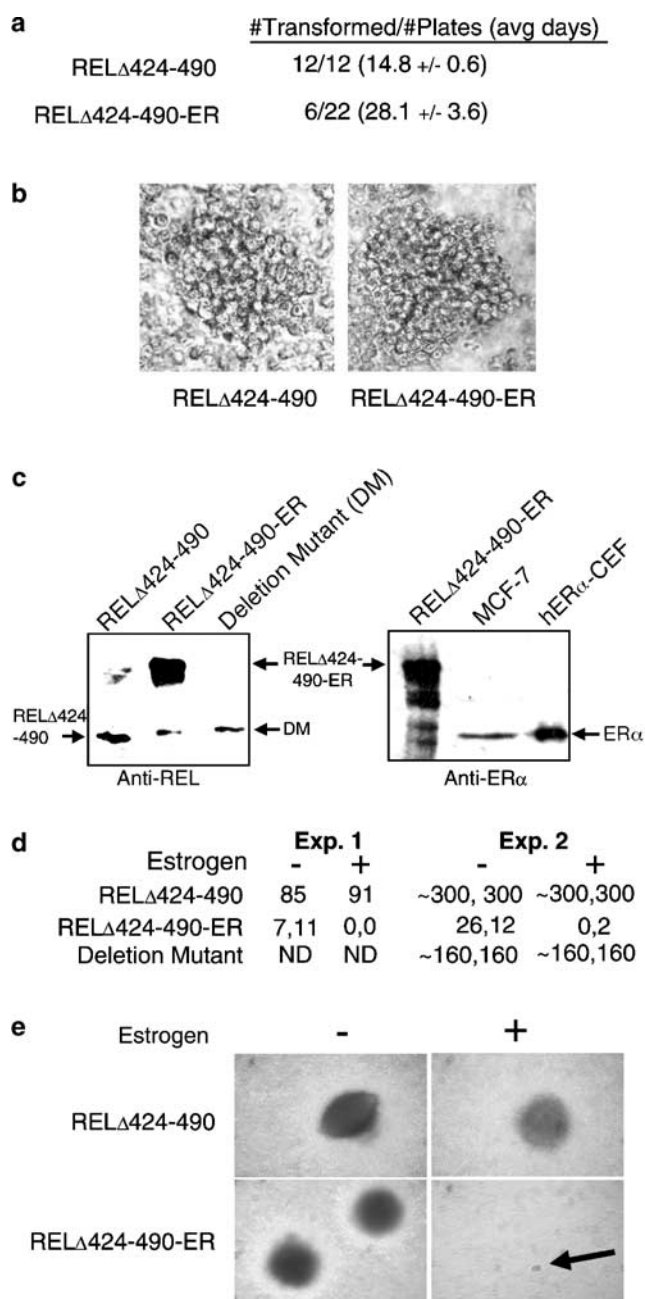 a
#Transformed/#Plates (avg days)
RELΔ424-490 12/12 (14.8 +/- 0.6)
RELΔ424-490-ER 6/22 (28.1 +/- 3.6)
b
RELΔ424-490 RELΔ424-490-ER
c
RELΔ424-490 RELΔ424-490-ER Deletion Mutant (DM) RELΔ424-490-ER MCF-7 hERα-CEF
RELΔ424-
490-ER
RELΔ424
-490
DM
ERα
Anti-REL Anti-ERα
d
Exp. 1 Exp. 2
Estrogen - + - +
RELΔ424-490 85 91 ~300, 300 ~300,300
RELΔ424-490-ER 7,11 0,0 26,12 0,2
Deletion Mutant ND ND ~160,160 ~160,160
e
Estrogen - +
RELΔ424-490
RELΔ424-490-ER